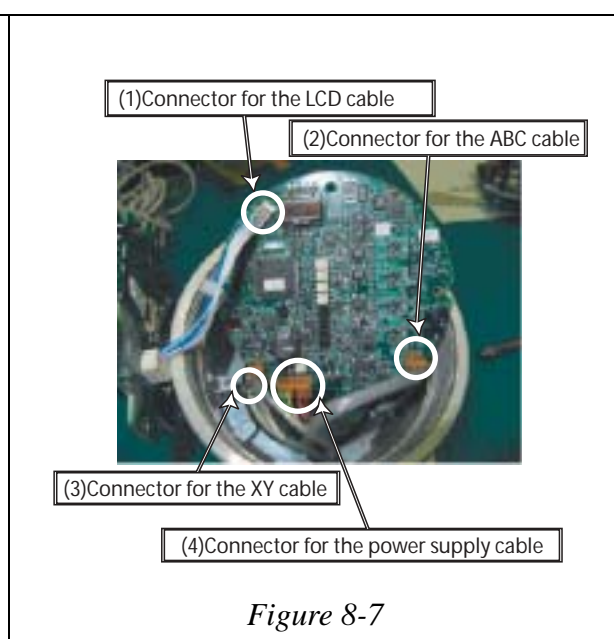 (1)Connector for the LCD cable
(2)Connector for the ABC cable
(3)Connector for the XY cable
(4)Connector for the power supply cable
Figure 8-7